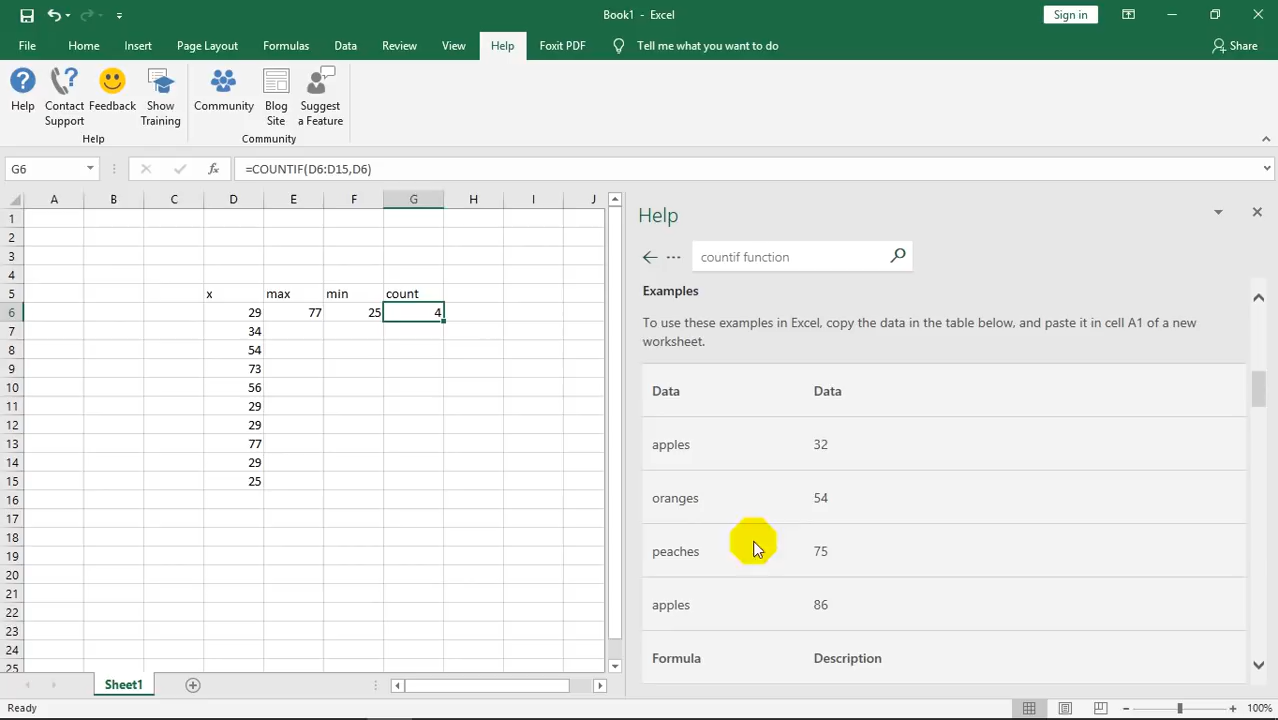 Book1 - Excel
Sign in
File Home Insert Page Layout Formulas Data Review View Help Foxit PDF Tell me what you want to do Share
Help Contact Support Feedback Show Training Community Blog Site Suggest a Feature
Help Community
G6 fx =COUNTIF(D6:D15,D6)
A B C D E F G H I J
1
2
3
4
5 x max min count
6 29 77 25 4
7 34
8 54
9 73
10 56
11 29
12 29
13 77
14 29
15 25
16
17
18
19
20
21
22
23
24
25
Sheet1
Help
countif function
Examples
To use these examples in Excel, copy the data in the table below, and paste it in cell A1 of a new
worksheet.
Data Data
apples 32
oranges 54
peaches 75
apples 86
Formula Description
Ready 100%